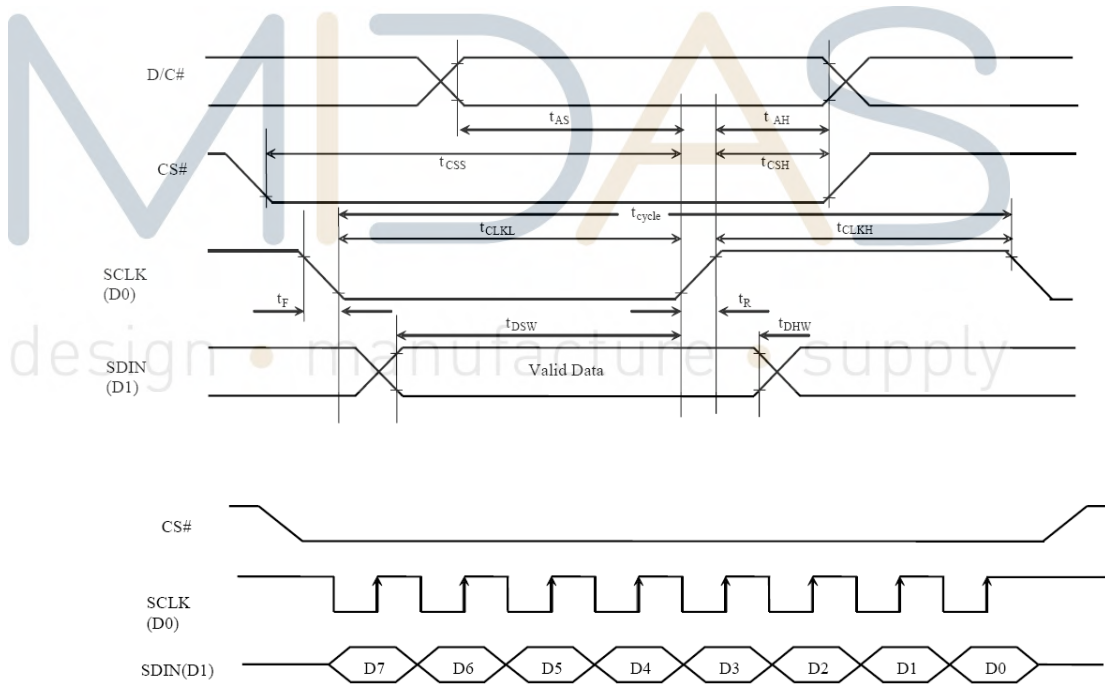 MIDAS
D/C#
tAS
tAH
CS#
tCSS
tCSH
tcycle
tCLKL
tCLKH
SCLK
(D0)
tF
tR
tDSW
tDHW
design • manufacture • supply
SDIN
(D1)
Valid Data
CS#
SCLK
(D0)
SDIN(D1)
D7 D6 D5 D4 D3 D2 D1 D0